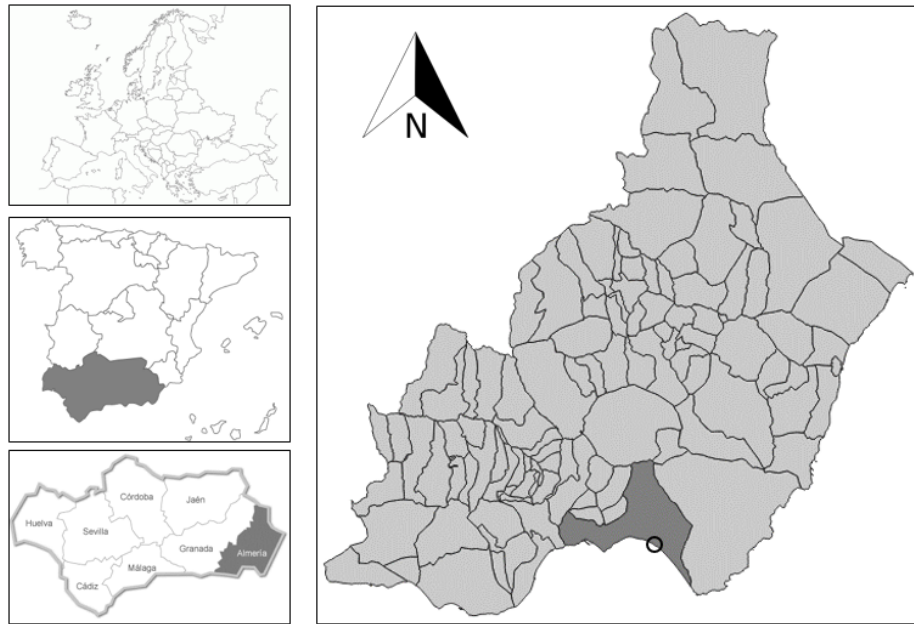 N
Córdoba
Jaén
Huelva
Sevilla
Granada
Almería
Málaga
Cádiz